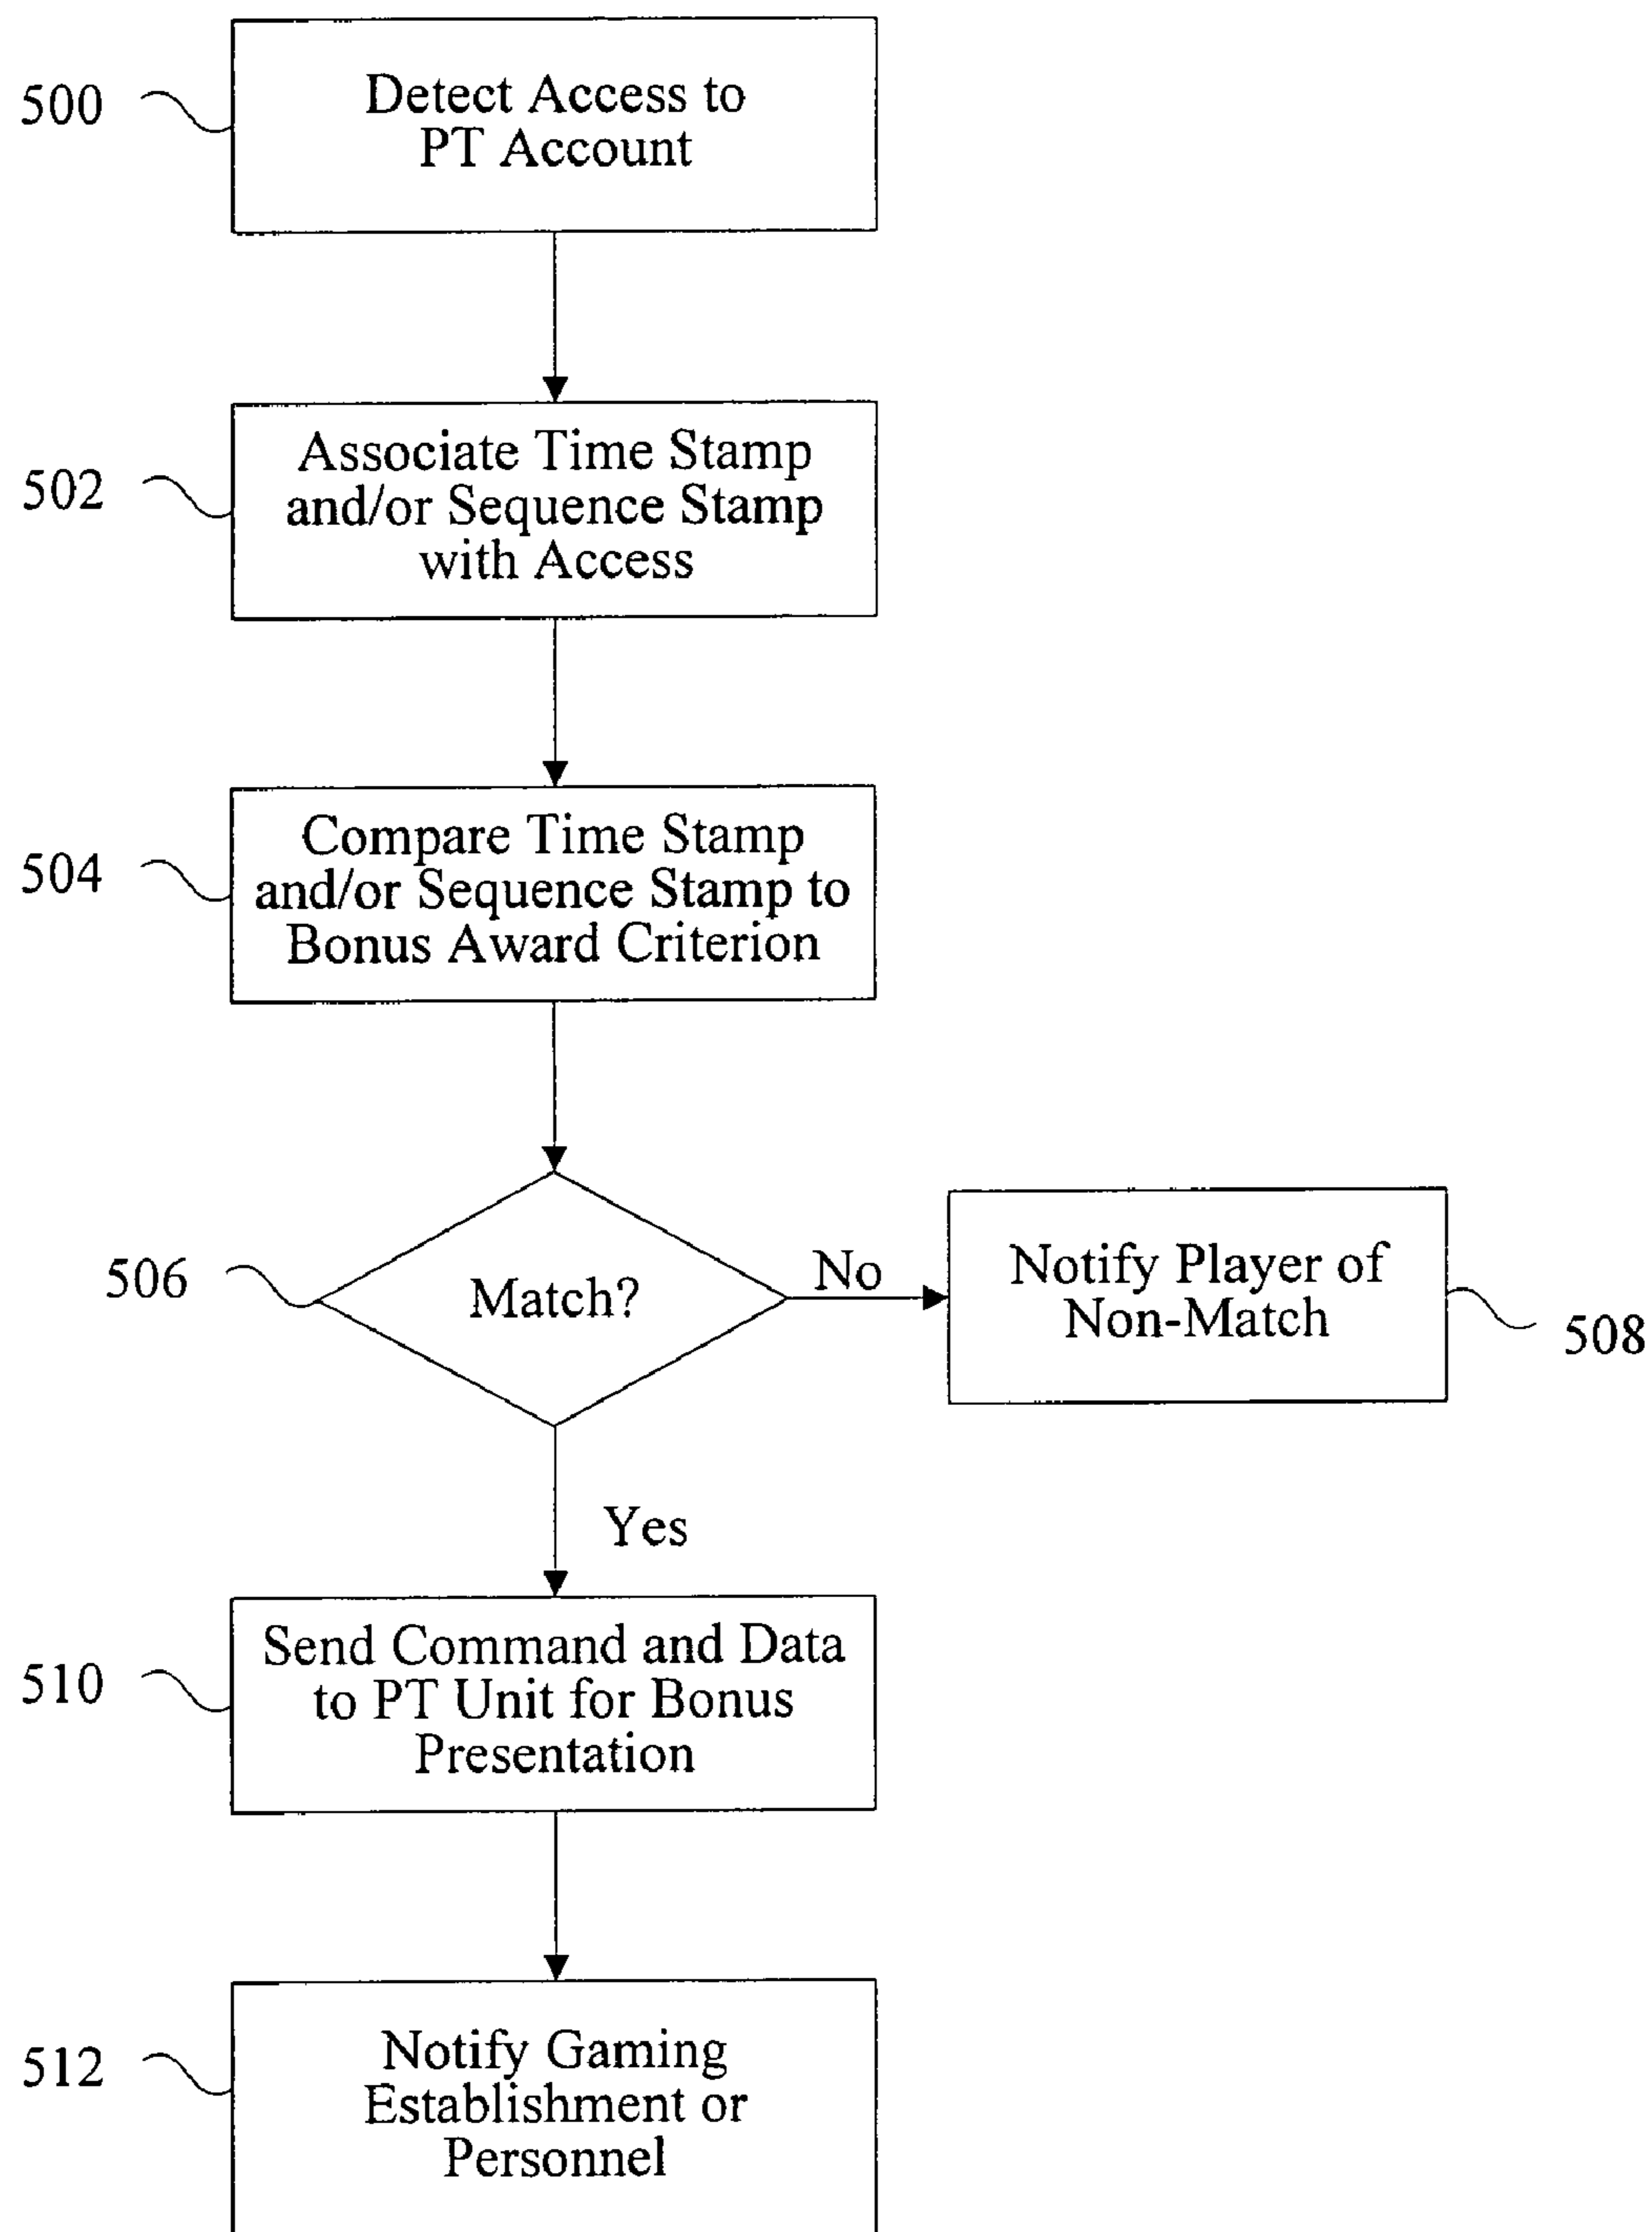 500
Detect Access to
PT Account
502
Associate Time Stamp
and/or Sequence Stamp
with Access
504
Compare Time Stamp
and/or Sequence Stamp to
Bonus Award Criterion
506
Match?
No
Notify Player of
Non-Match
508
Yes
510
Send Command and Data
to PT Unit for Bonus
Presentation
512
Notify Gaming
Establishment or
Personnel